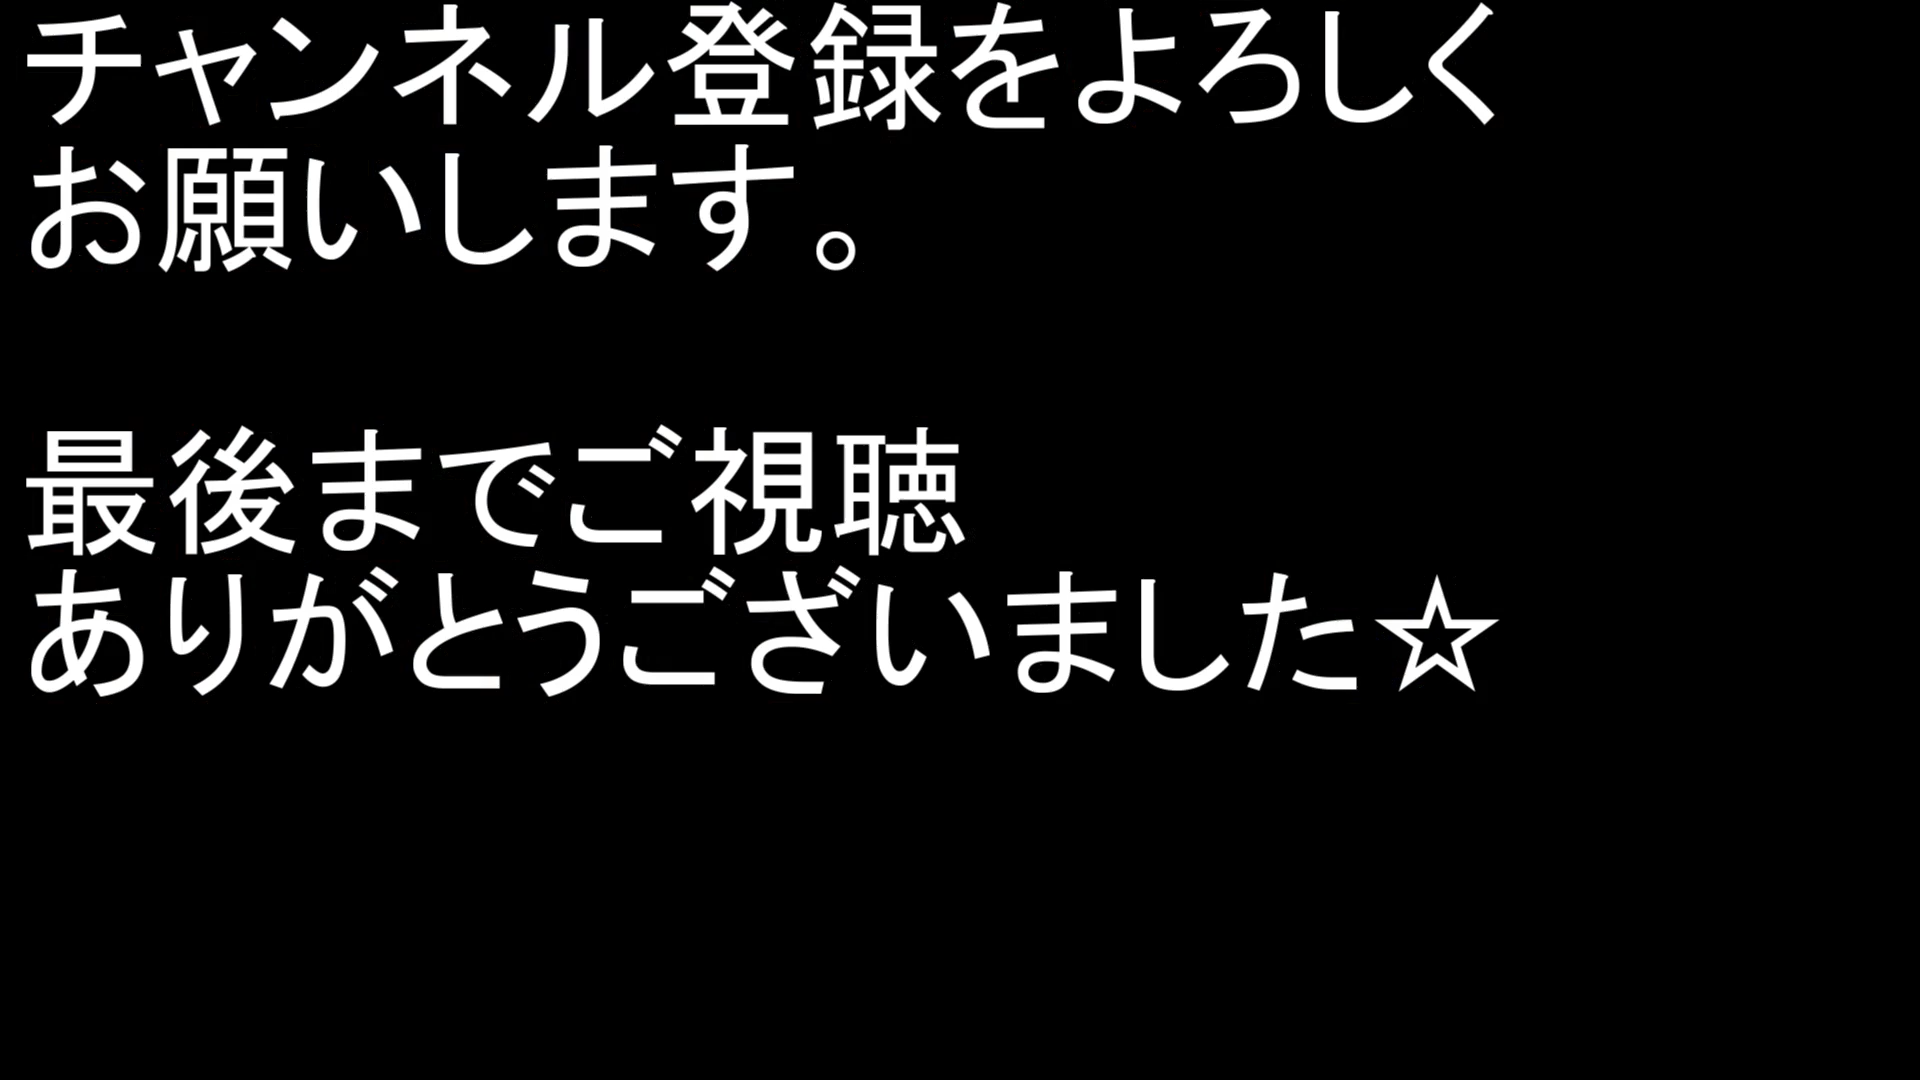 チャンネル登録をよろしく
お願いします。
最後までご視聴
ありがとうございました☆